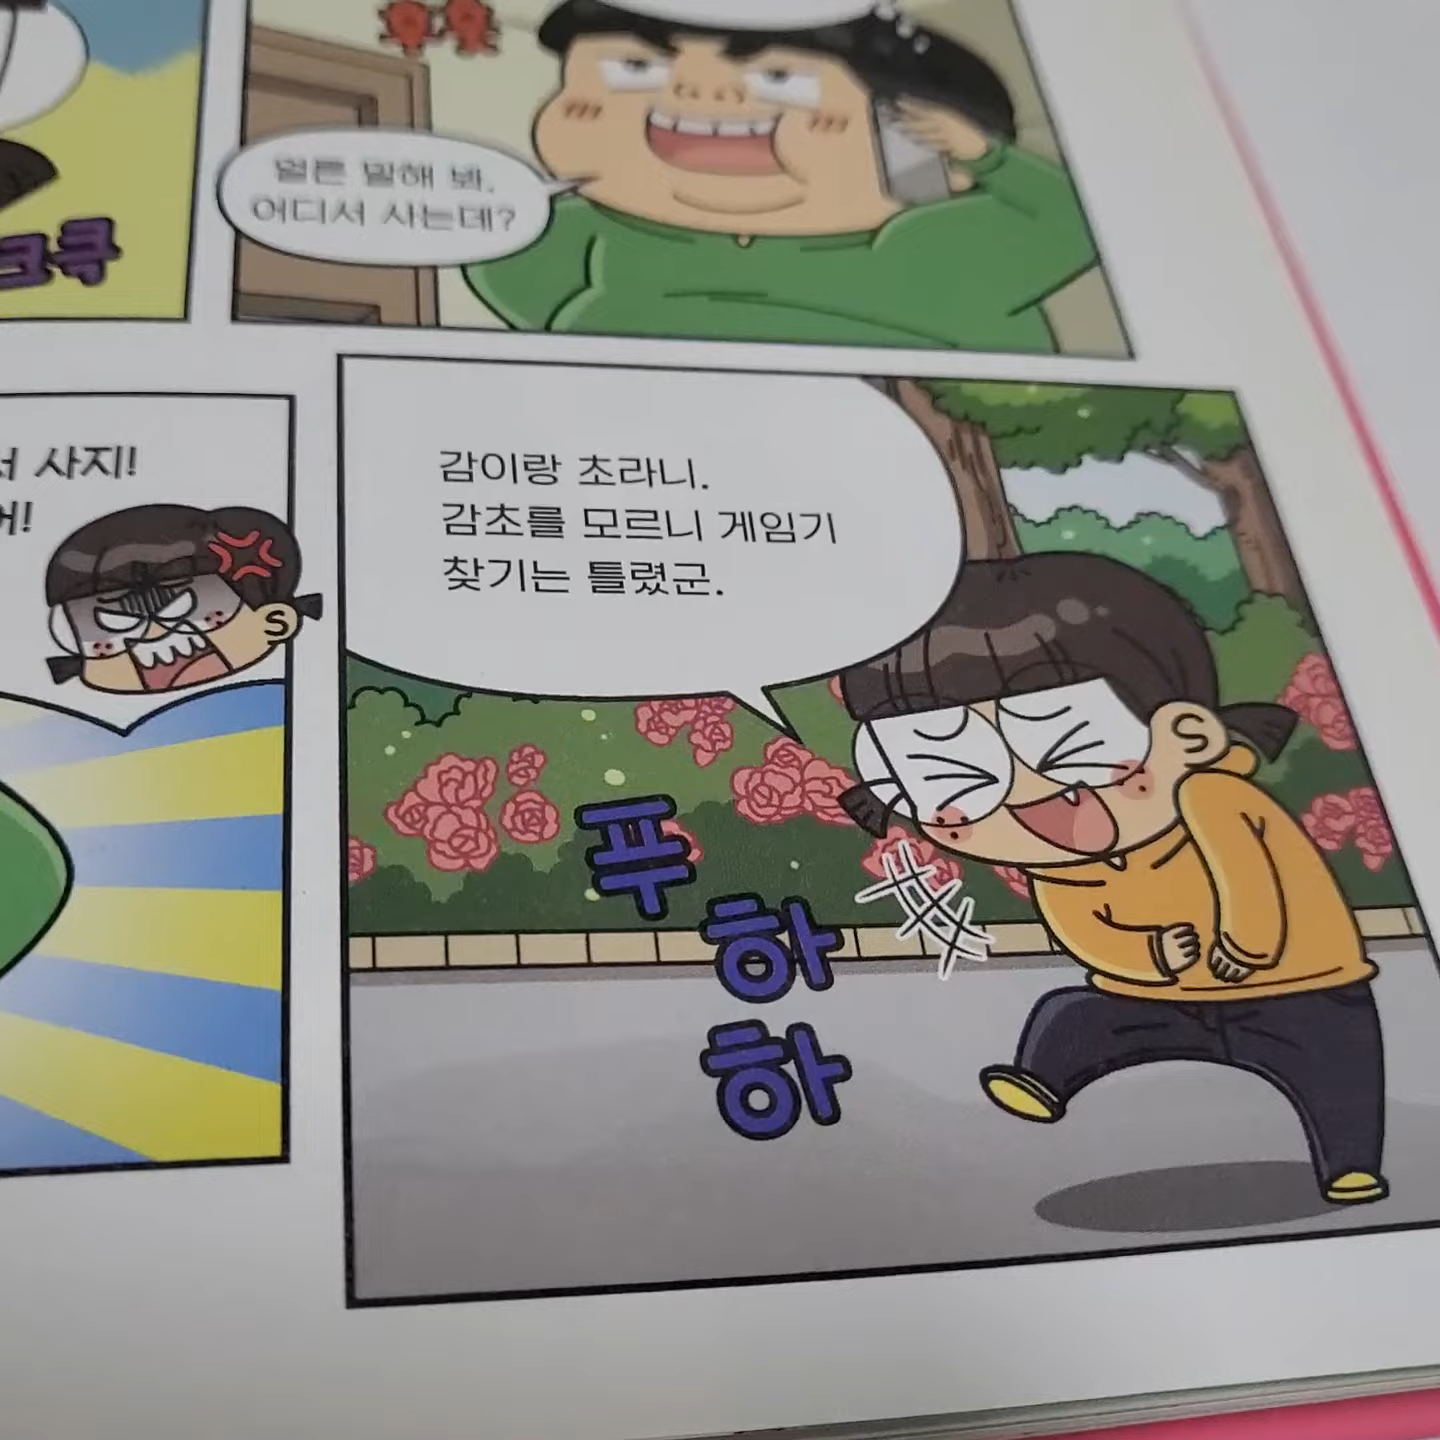 크큭
얼른 말해 봐.
어디서 사는데?
서 사지!
어!
감이랑 초라니.
감초를 모르니 게임기
찾기는 틀렸군.
푸
하
하